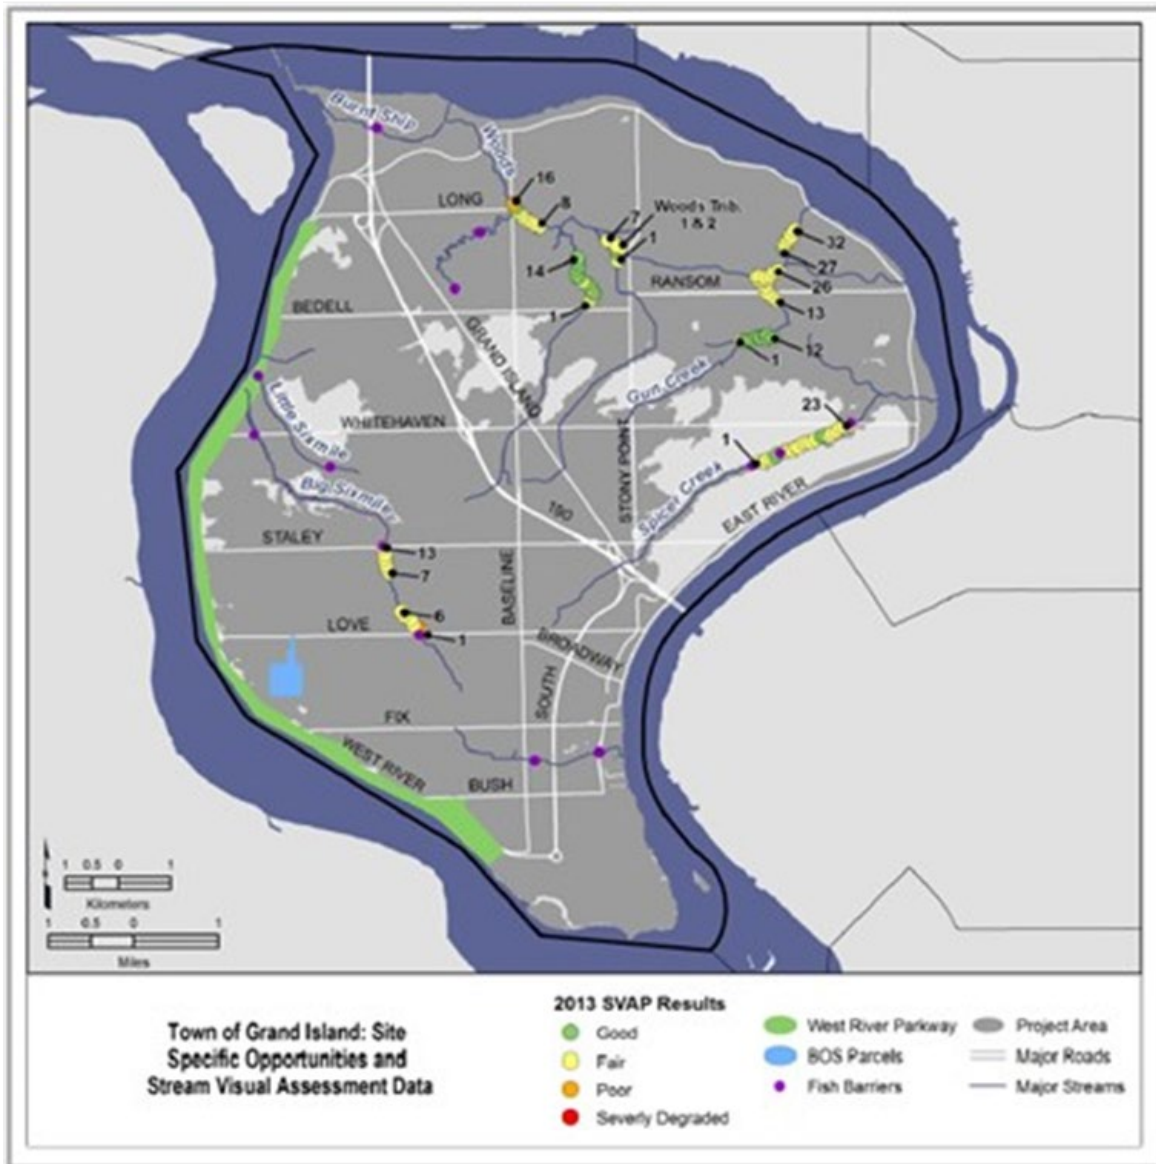 Burnt Ship
Woods
16
LONG
8
7
Woods Trib.
1 & 2
1
32
14
27
RANSOM
26
BEDELL
13
1
GRAND ISLAND
1
12
Gun Creek
Little Sixmile
WHITEHAVEN
23
STONY POINT
1
Big Sixmile
Spicer Creek
EAST RIVER
190
STALEY
13
7
BASELINE
6
LOVE
1
BROADWAY
SOUTH
FIX
WEST RIVER
BUSH
1 0.5 0 1
Kilometers
1 0.5 0 1
Miles
Town of Grand Island: Site
Specific Opportunities and
Stream Visual Assessment Data
2013 SVAP Results
Good
Fair
Poor
Severly Degraded
West River Parkway
BOS Parcels
Fish Barriers
Project Area
Major Roads
Major Streams